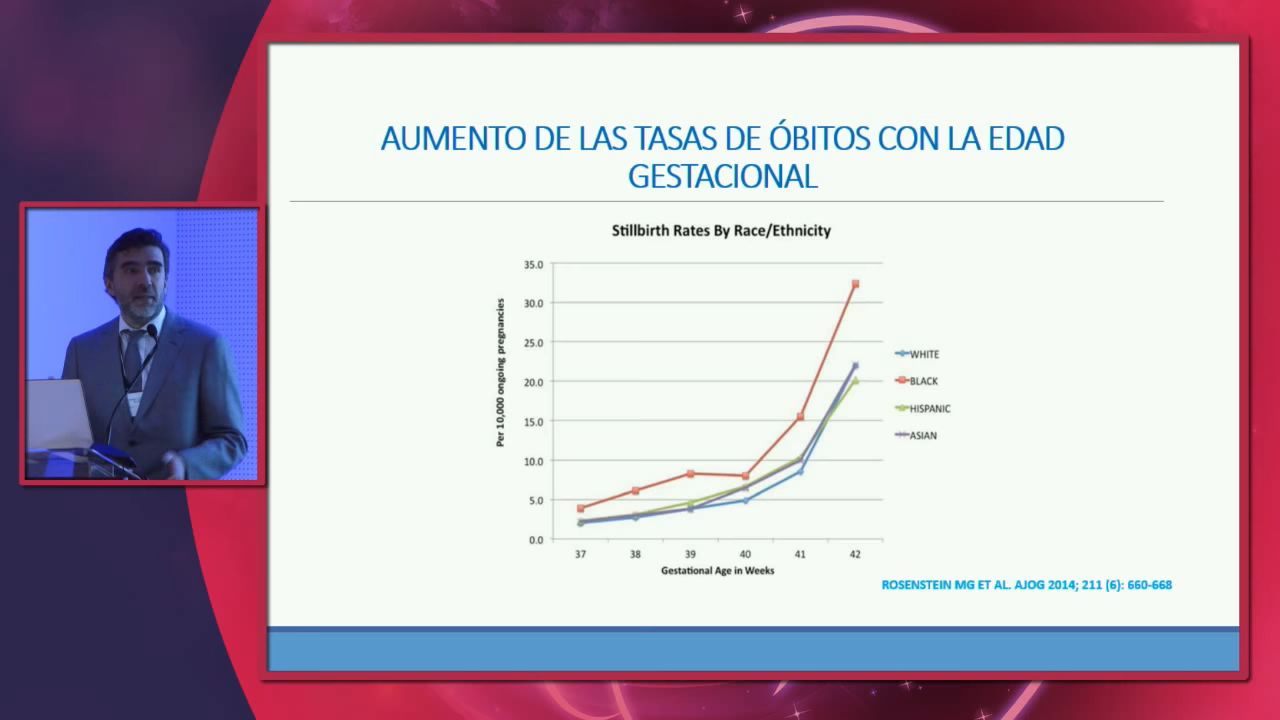 AUMENTO DE LAS TASAS DE ÓBITOS CON LA EDAD
GESTACIONAL
Stillbirth Rates By Race/Ethnicity
Per 10,000 ongoing pregnancies
35.0
30.0
25.0
20.0
15.0
10.0
5.0
0.0
37 38 39 40 41 42
Gestational Age in Weeks
WHITE
BLACK
HISPANIC
ASIAN
ROSENSTEIN MG ET AL. AJOG 2014; 211 (6): 660-668